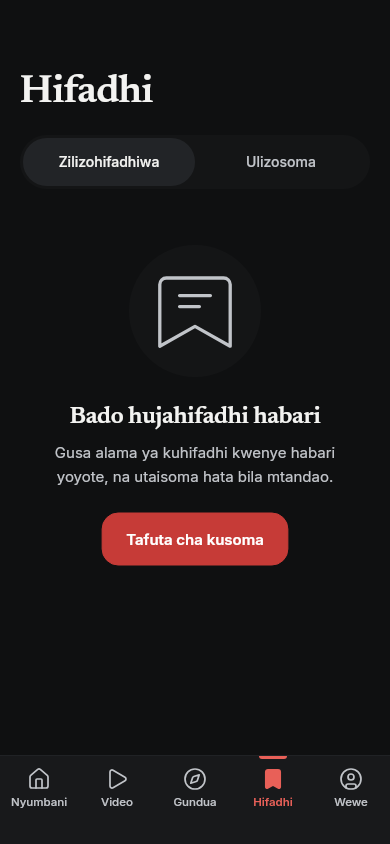 Hifadhi
Zilizohifadhiwa
Ulizosoma
Bado hujahifadhi habari
Gusa alama ya kuhifadhi kwenye habari
yoyote, na utaisoma hata bila mtandao.
Tafuta cha kusoma
Nyumbani
Video
Gundua
Hifadhi
Wewe